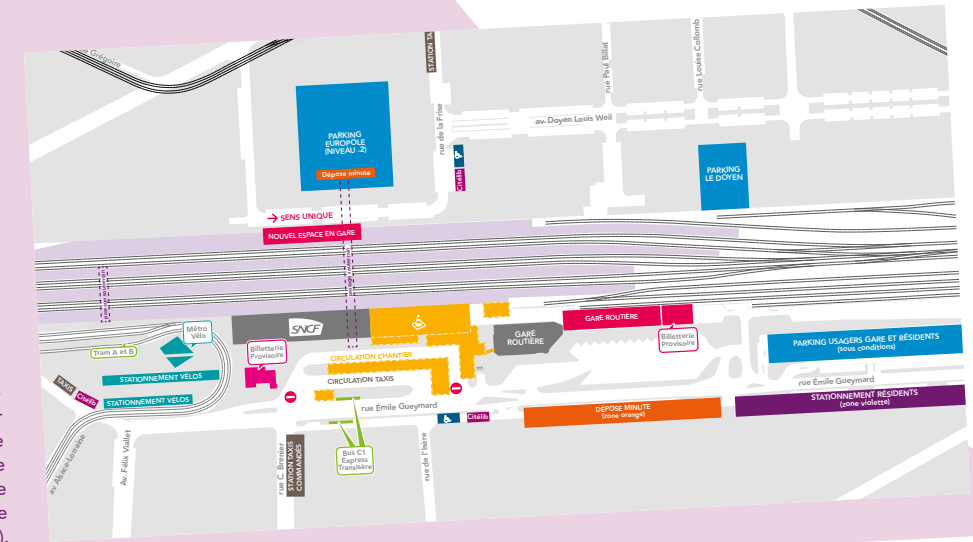 Grégoire
STATION TA
rue Paul Billat
rue Louise Collomb
PARKING
EUROPOLE
(NIVEAU -2)
Dépose minute
rue de la Frise
av Doyen Louis Weil
Citélib
PARKING
LE DOYEN
SENS UNIQUE
NOUVEL ESPACE EN GARE
Métro
Vélo
Tram A et B
SNCF
GARE
ROUTIÈRE
GARE ROUTIÈRE
Billetterie
Provisoire
Billetterie
Provisoire
CIRCULATION CHANTIER
CIRCULATION TAXIS
PARKING USAGERS GARE ET RÉSIDENTS
(sous conditions)
STATIONNEMENT VÉLOS
STATIONNEMENT VÉLOS
TAXIS
Citélib
rue Émile Gueymard
rue Émile Gueymard
Citélib
DÉPOSE MINUTE
(zone orange)
STATIONNEMENT RÉSIDENTS
(zone violette)
av Alsace-Lorraine
Av. Félix Viallet
rue C. Brenier
STATION TAXIS
COMMANDÉS
Bus C1
Express
Transisère
rue de l'Isère
e
e
e
e
).